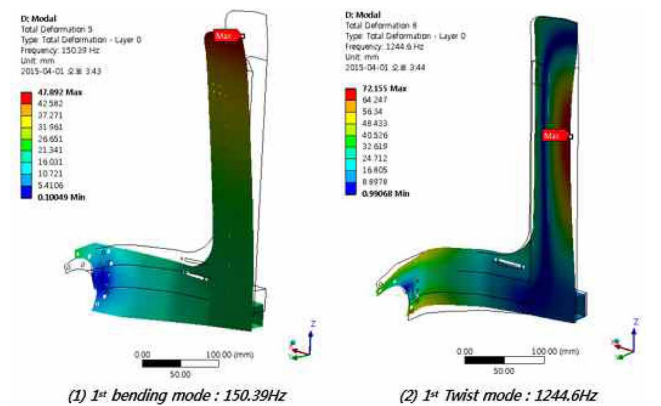 D: Modal
Total Deformation 5
Type: Total Deformation - Layer 0
Frequency: 150.39 Hz
Unit: mm
2015-04-01 오후 3:43
47.892 Max
42.582
37.271
31.961
26.651
21.341
16.031
10.721
5.4106
0.10049 Min
Max
Z
0.00
100.00 (mm)
50.00
(1) 1st bending mode : 150.39Hz
D: Modal
Total Deformation 6
Type: Total Deformation - Layer 0
Frequency: 1244.6 Hz
Unit: mm
2015-04-01 오후 3:44
72.155 Max
64.247
56.34
48.433
40.526
32.619
24.712
16.805
8.8978
0.99068 Min
Max
Z
0.00
100.00 (mm)
50.00
(2) 1st Twist mode : 1244.6Hz